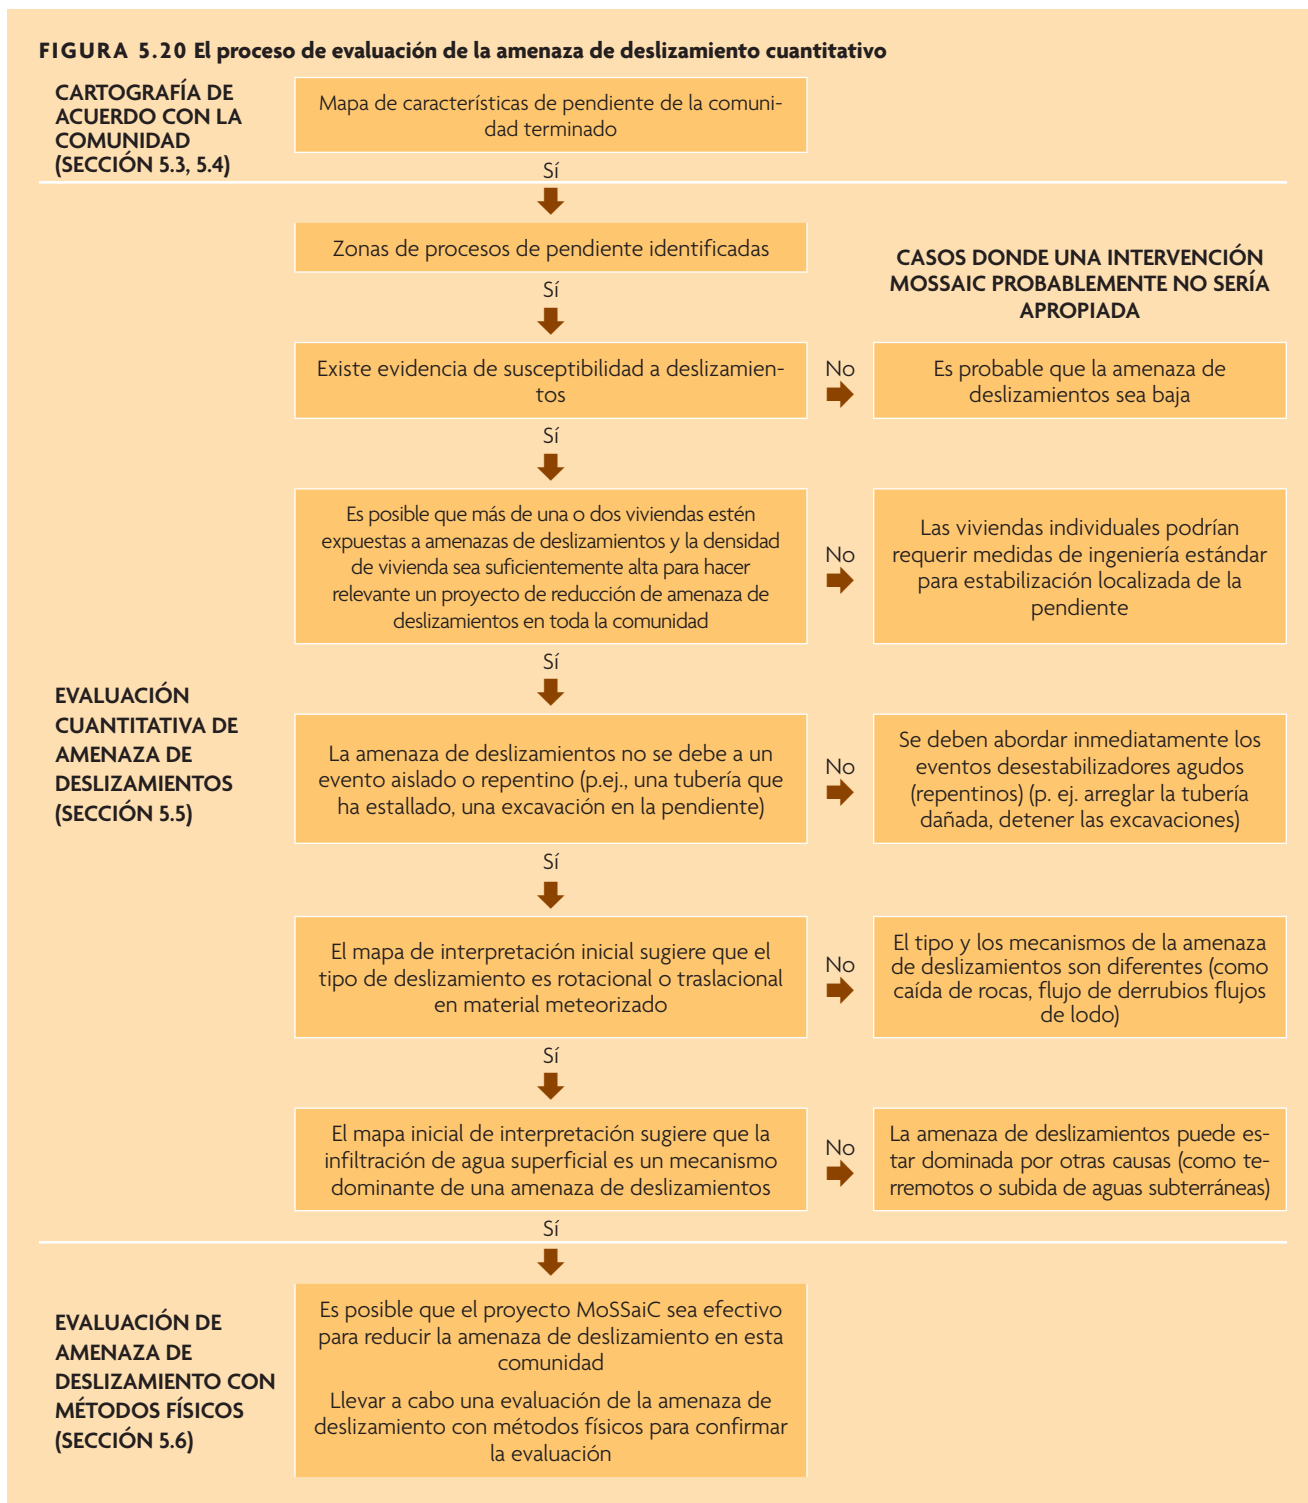 FIGURA 5.20 El proceso de evaluación de la amenaza de deslizamiento cuantitativo
CARTOGRAFÍA DE
ACUERDO CON LA
COMUNIDAD
(SECCIÓN 5.3, 5.4)
Mapa de características de pendiente de la comuni-
dad terminado
Sí
Zonas de procesos de pendiente identificadas
Sí
CASOS DONDE UNA INTERVENCIÓN
MOSSAIC PROBABLEMENTE NO SERÍA
APROPIADA
Existe evidencia de susceptibilidad a deslizamien-
tos
No
Es probable que la amenaza de
deslizamientos sea baja
Sí
Es posible que más de una o dos viviendas estén
expuestas a amenazas de deslizamientos y la densidad
de vivienda sea suficientemente alta para hacer
relevante un proyecto de reducción de amenaza de
deslizamientos en toda la comunidad
No
Las viviendas individuales podrían
requerir medidas de ingeniería estándar
para estabilización localizada de la
pendiente
Sí
EVALUACIÓN
CUANTITATIVA DE
AMENAZA DE
DESLIZAMIENTOS
(SECCIÓN 5.5)
La amenaza de deslizamientos no se debe a un
evento aislado o repentino (p.ej., una tubería que
ha estallado, una excavación en la pendiente)
No
Se deben abordar inmediatamente los
eventos desestabilizadores agudos
(repentinos) (p. ej. arreglar la tubería
dañada, detener las excavaciones)
Sí
El mapa de interpretación inicial sugiere que el
tipo de deslizamiento es rotacional o traslacional
en material meteorizado
No
El tipo y los mecanismos de la amenaza
de deslizamientos son diferentes (como
caída de rocas, flujo de derrubios flujos
de lodo)
Sí
El mapa inicial de interpretación sugiere que la
infiltración de agua superficial es un mecanismo
dominante de una amenaza de deslizamientos
No
La amenaza de deslizamientos puede es-
tar dominada por otras causas (como te-
rremotos o subida de aguas subterráneas)
Sí
EVALUACIÓN DE
AMENAZA DE
DESLIZAMIENTO CON
MÉTODOS FÍSICOS
(SECCIÓN 5.6)
Es posible que el proyecto MoSSaiC sea efectivo
para reducir la amenaza de deslizamiento en esta
comunidad
Llevar a cabo una evaluación de la amenaza de
deslizamiento con métodos físicos para confirmar
la evaluación